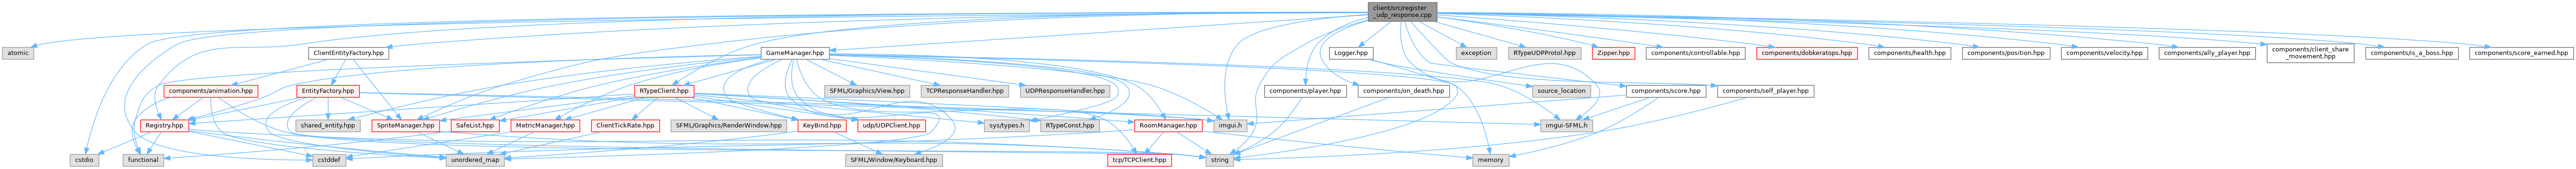 client/src/register
_udp_response.cpp
atomic
ClientEntityFactory.hpp
GameManager.hpp
Logger.hpp
exception
RTypeUDPProtol.hpp
Zipper.hpp
components/controllable.hpp
components/dobkeratops.hpp
components/health.hpp
components/position.hpp
components/velocity.hpp
components/ally_player.hpp
components/client_share
_movement.hpp
components/is_a_boss.hpp
components/score_earned.hpp
components/animation.hpp
EntityFactory.hpp
RTypeClient.hpp
SFML/Graphics/View.hpp
TCPResponseHandler.hpp
UDPResponseHandler.hpp
components/player.hpp
components/on_death.hpp
source_location
components/score.hpp
components/self_player.hpp
Registry.hpp
shared_entity.hpp
SpriteManager.hpp
SafeList.hpp
MetricManager.hpp
ClientTickRate.hpp
SFML/Graphics/RenderWindow.hpp
KeyBind.hpp
udp/UDPClient.hpp
sys/types.h
RTypeConst.hpp
RoomManager.hpp
imgui.h
imgui-SFML.h
cstdio
functional
cstddef
unordered_map
SFML/Window/Keyboard.hpp
tcp/TCPClient.hpp
string
memory